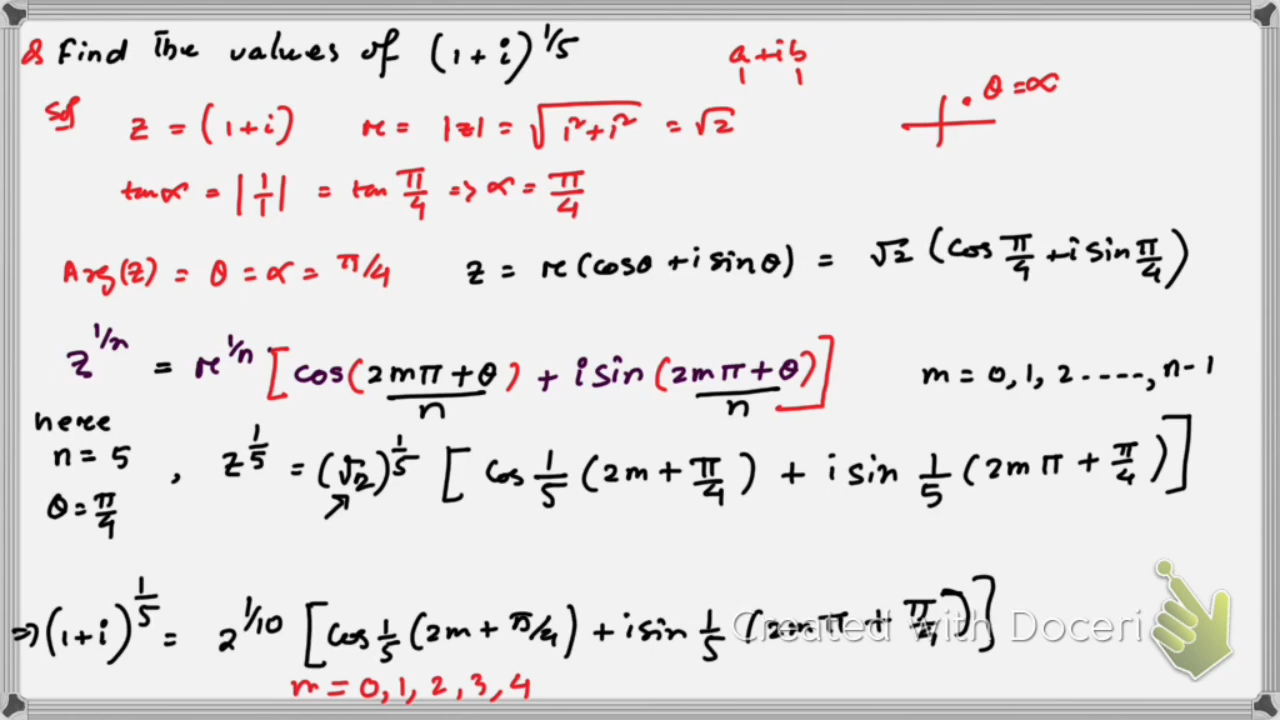 Q Find the values of (1+i)^1/5
a+ib
1 1
Sol z = (1+i) r = |z| = √1²+1² = √2
θ=α
tanα = |1/1| = tan π/4 => α = π/4
Arg(z) = θ = α = π/4 z = r(cosθ + i sinθ) = √2 (cos π/4 + i sin π/4)
z^1/n = r^1/n [cos(2mπ+θ)/n + i sin (2mπ+θ)/n] m = 0, 1, 2 ....., n-1
here
n = 5 , z^1/5 = (√2)^1/5 [cos 1/5 (2m + π/4) + i sin 1/5 (2mπ + π/4)]
θ = π/4
⇒ (1+i)^1/5 = 2^1/10 [cos 1/5 (2m + π/4) + i sin 1/5 (2mπ + π/4)]
Created with Doceri
m = 0, 1, 2, 3, 4